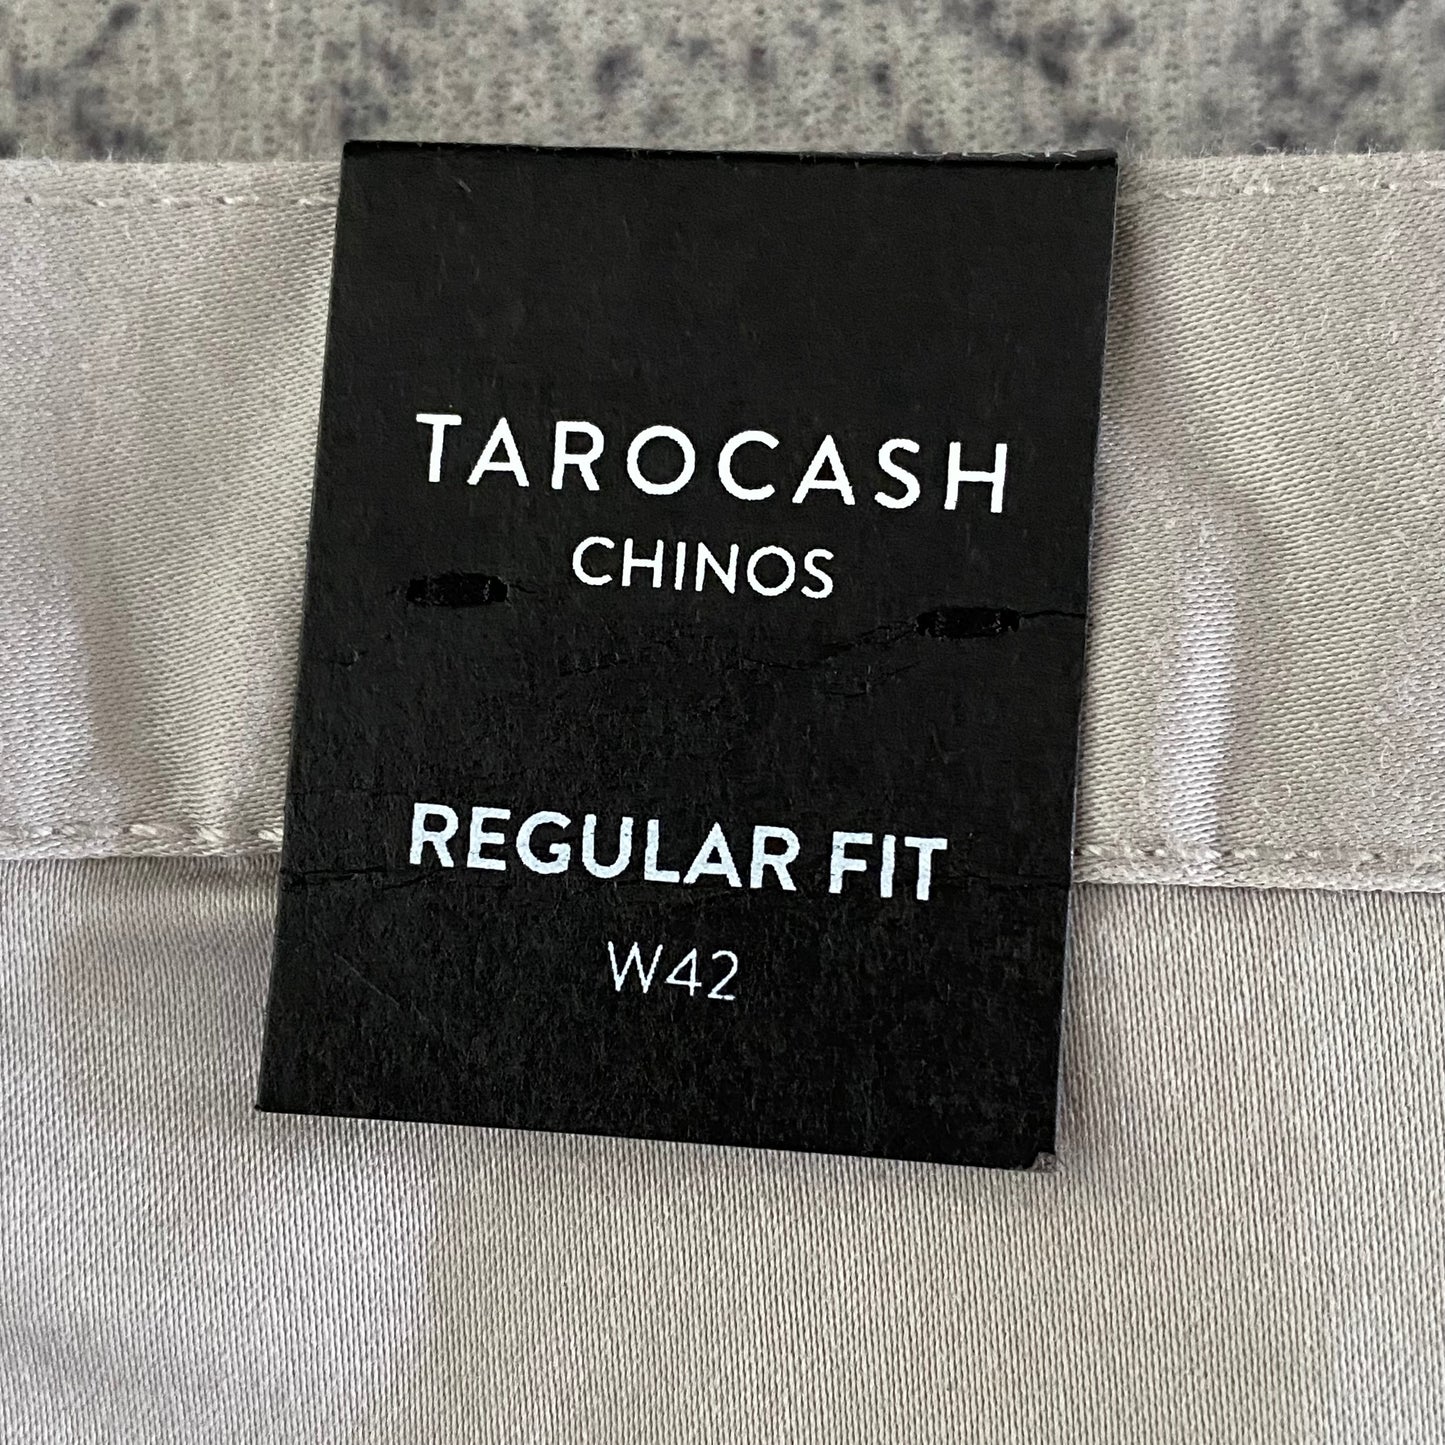 TAROCASH
CHINOS
REGULAR FIT
W42